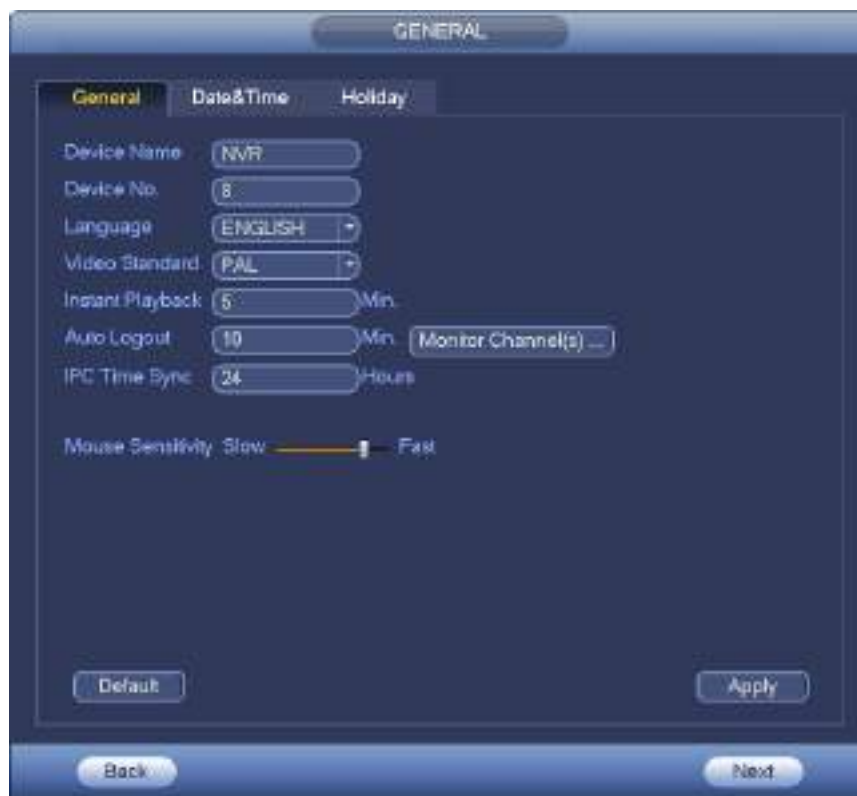 GENERAL
General Date&Time Holiday
Device Name NVR
Device No. 8
Language ENGLISH
Video Standard PAL
Instant Playback 5 Min.
Auto Logout 10 Min. Monitor Channel(s) ...
IPC Time Sync 24 Hours
Mouse Sensitivity Slow Fast
Default Apply
Back Next